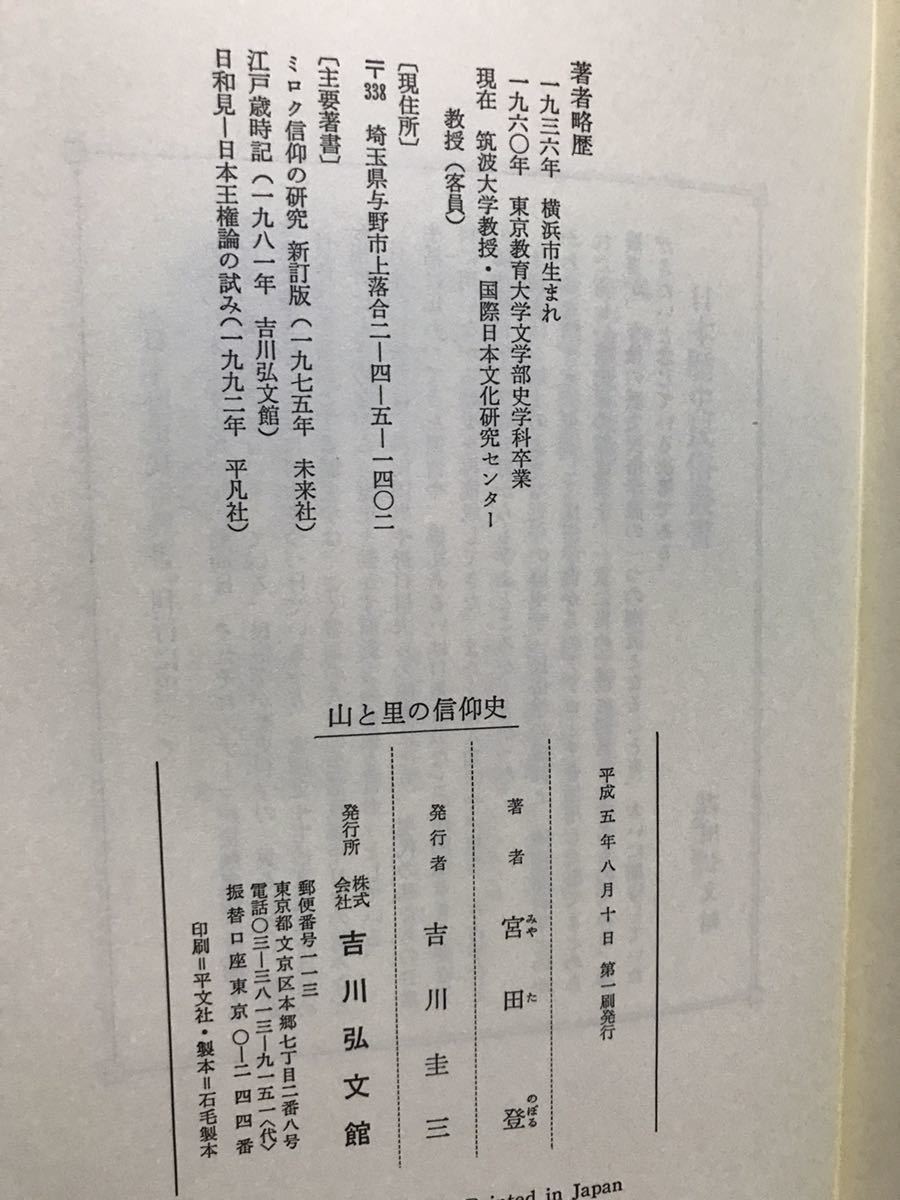 著者略歴
一九三六年 横浜市生まれ
一九六〇年 東京教育大学文学部史学科卒業
現在 筑波大学教授・国際日本文化研究センター
教授(客員)
〔現住所〕
〒338 埼玉県与野市上落合二―四―五―一四〇二
〔主要著書〕
ミロク信仰の研究 新訂版(一九七五年 未来社)
江戸歳時記(一九八一年 吉川弘文館)
日和見―日本王権論の試み(一九九二年 平凡社)
山と里の信仰史
平成五年八月十日 第一刷発行
著者 宮田登
みや た のぼる
発行者 吉川圭三
発行所 株式会社 吉川弘文館
郵便番号一一三
東京都文京区本郷七丁目二番八号
電話〇三―三八一三―九一五一〈代〉
振替口座東京〇―二四四番
印刷=平文社・製本=石毛製本
Printed in Japan